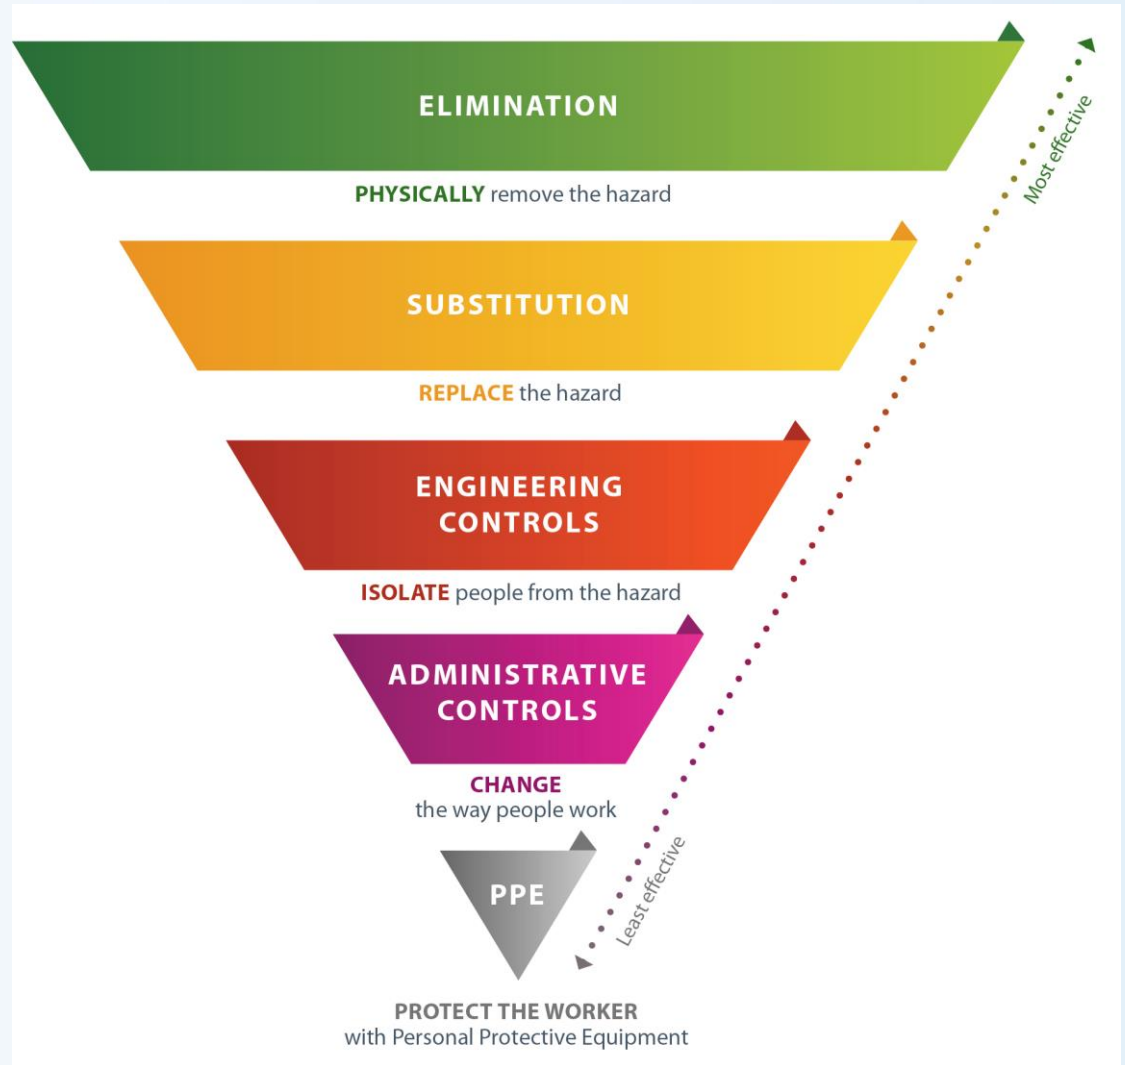 ELIMINATION
PHYSICALLY remove the hazard
Most effective
SUBSTITUTION
REPLACE the hazard
ENGINEERING
CONTROLS
ISOLATE people from the hazard
ADMINISTRATIVE
CONTROLS
CHANGE
the way people work
PPE
Least effective
PROTECT THE WORKER
with Personal Protective Equipment